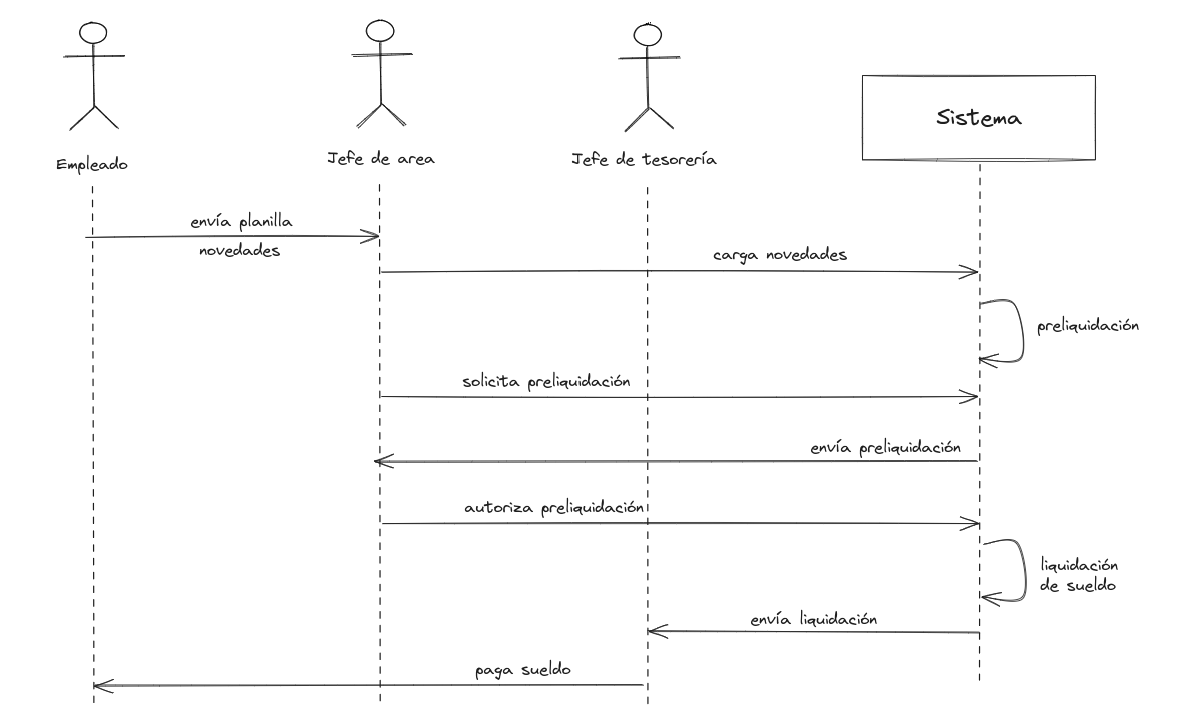 Empleado
Jefe de area
Jefe de tesorería
Sistema
envía planilla
novedades
carga novedades
preliquidación
solicita preliquidación
envía preliquidación
autoriza preliquidación
liquidación
de sueldo
envía liquidación
paga sueldo